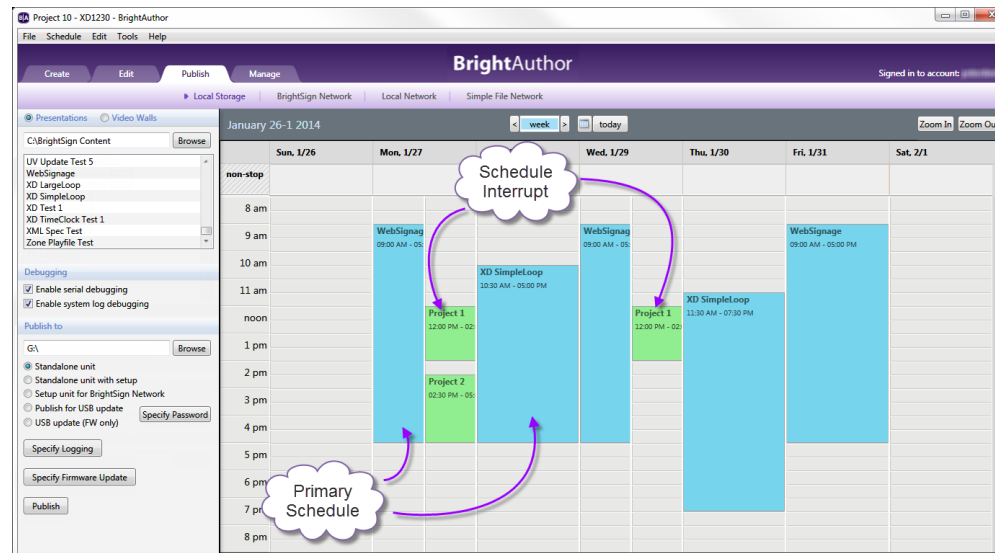 Project 10 - XD1230 - BrightAuthor
File Schedule Edit Tools Help
BrightAuthor
Create Edit Publish Manage
Signed in to account:
Local Storage BrightSign Network Local Network Simple File Network
Presentations Video Walls
C:\BrightSign Content Browse
UV Update Test 5
WebSignage
XD LargeLoop
XD SimpleLoop
XD Test 1
XD TimeClock Test 1
XML Spec Test
Zone Playfile Test
Debugging
Enable serial debugging
Enable system log debugging
Publish to
G:\ Browse
Standalone unit
Standalone unit with setup
Setup unit for BrightSign Network
Publish for USB update
USB update (FW only)
Specify Password
Specify Logging
Specify Firmware Update
Publish
January 26-1 2014
< week > today
Zoom In Zoom Ou
Sun, 1/26 Mon, 1/27 Wed, 1/29 Thu, 1/30 Fri, 1/31 Sat, 2/1
non-stop
8 am
9 am
10 am
11 am
noon
1 pm
2 pm
3 pm
4 pm
5 pm
6 pm
7 pm
8 pm
Schedule
Interrupt
WebSignag
09:00 AM - 05:
Project 1
12:00 PM - 02:
Project 2
02:30 PM - 05:
XD SimpleLoop
10:30 AM - 05:00 PM
WebSignag
09:00 AM - 05:
Project 1
12:00 PM - 02:
XD SimpleLoop
11:30 AM - 07:30 PM
WebSignage
09:00 AM - 05:00 PM
Primary
Schedule